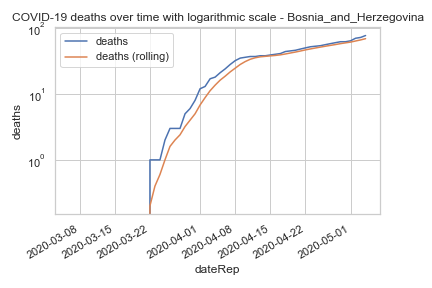 COVID-19 deaths over time with logarithmic scale - Bosnia_and_Herzegovina
10²
deaths
deaths (rolling)
10¹
10⁰
deaths
2020-03-08
2020-03-15
2020-03-22
2020-04-01
2020-04-08
2020-04-15
2020-04-22
2020-05-01
dateRep